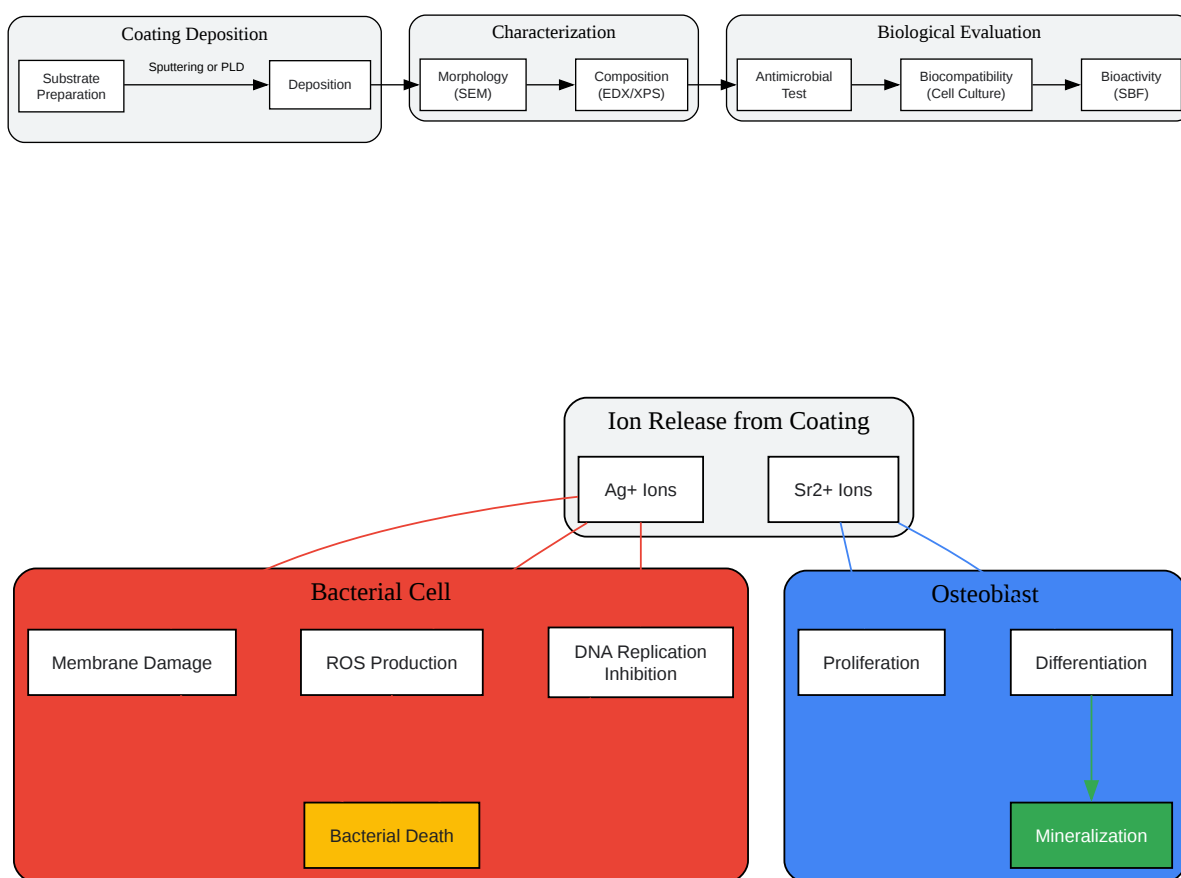 Coating Deposition
Substrate
Preparation
Sputtering or PLD
Deposition
Characterization
Morphology
(SEM)
Composition
(EDX/XPS)
Biological Evaluation
Antimicrobial
Test
Biocompatibility
(Cell Culture)
Bioactivity
(SBF)
Ion Release from Coating
Ag+ Ions
Sr2+ Ions
Bacterial Cell
Membrane Damage
ROS Production
DNA Replication
Inhibition
Bacterial Death
Osteoblast
Proliferation
Differentiation
Mineralization